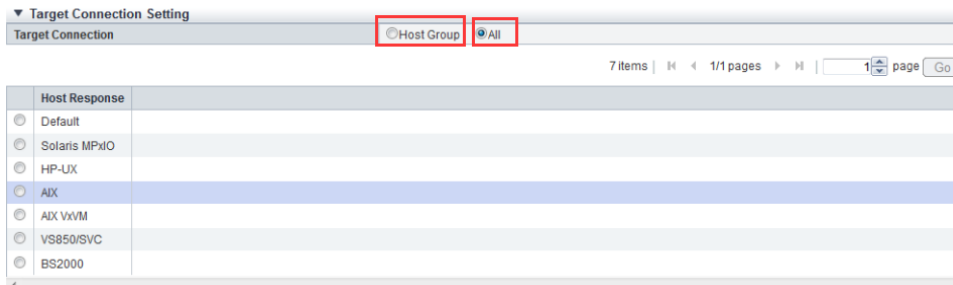 Target Connection Setting
Target Connection Host Group All
7 items | 1/1 pages | 1 page Go
Host Response
Default
Solaris MPxIO
HP-UX
AIX
AIX VxVM
VS850/SVC
BS2000